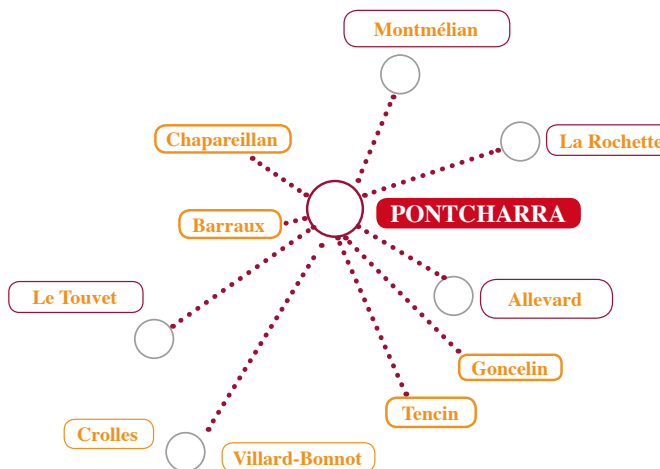 Montmélian
Chapareillan
La Rochette
PONTCHARRA
Barraux
Le Touvet
Allevard
Goncelin
Tencin
Crolles
Villard-Bonnot